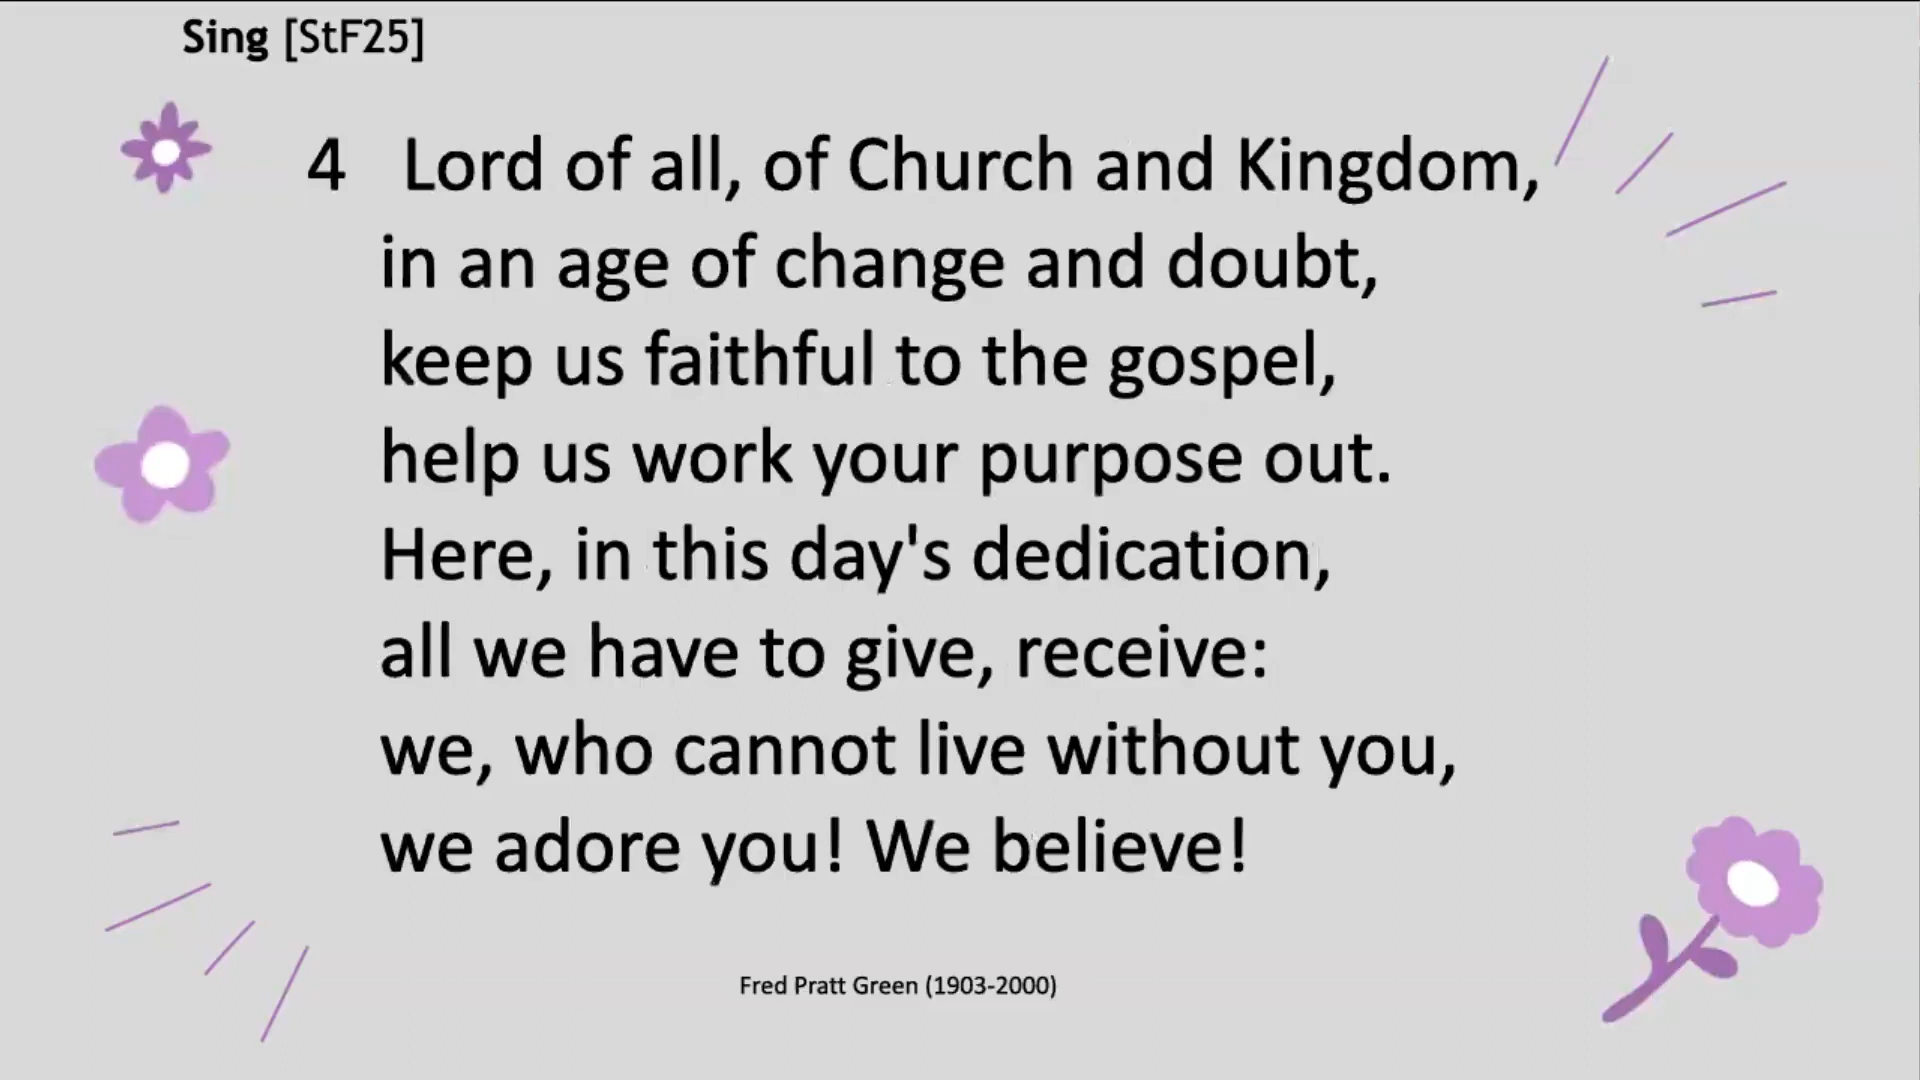 Sing [StF25]
4 Lord of all, of Church and Kingdom,
in an age of change and doubt,
keep us faithful to the gospel,
help us work your purpose out.
Here, in this day's dedication,
all we have to give, receive:
we, who cannot live without you,
we adore you! We believe!
Fred Pratt Green (1903-2000)